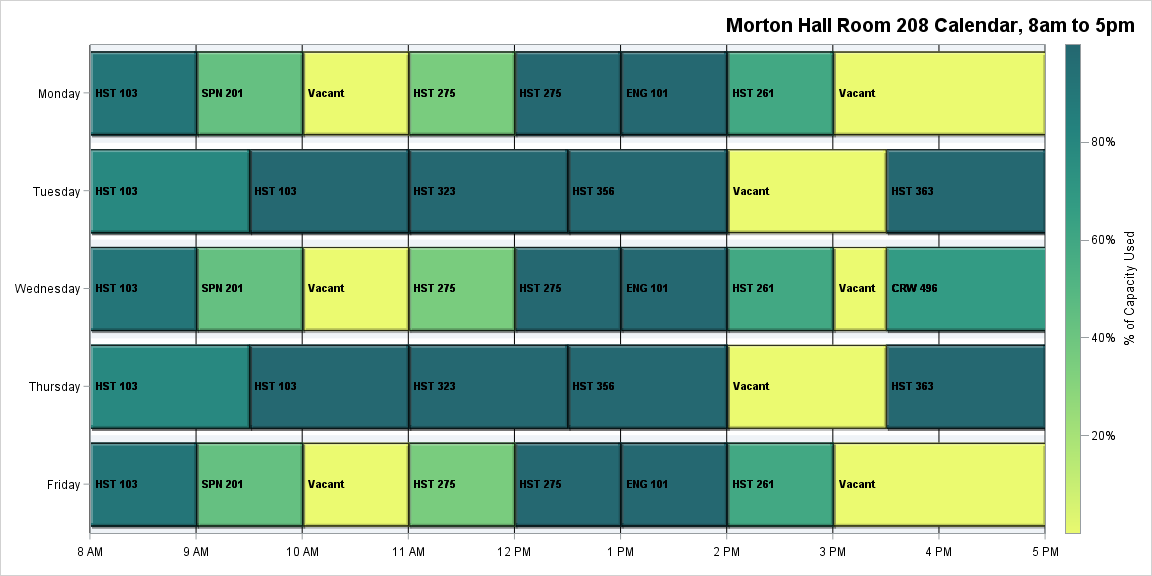 Morton Hall Room 208 Calendar, 8am to 5pm
Monday
HST 103
SPN 201
Vacant
HST 275
HST 275
ENG 101
HST 261
Vacant
Tuesday
HST 103
HST 103
HST 323
HST 356
Vacant
HST 363
Wednesday
HST 103
SPN 201
Vacant
HST 275
HST 275
ENG 101
HST 261
Vacant
CRW 496
Thursday
HST 103
HST 103
HST 323
HST 356
Vacant
HST 363
Friday
HST 103
SPN 201
Vacant
HST 275
HST 275
ENG 101
HST 261
Vacant
8 AM
9 AM
10 AM
11 AM
12 PM
1 PM
2 PM
3 PM
4 PM
5 PM
80%
60%
40%
20%
% of Capacity Used